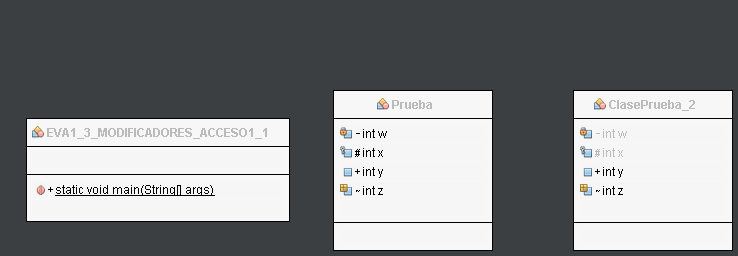 EVA1_3_MODIFICADORES_ACCESO1_1
+ static void main(String[] args)
Prueba
- int w
# int x
+ int y
~ int z
ClasePrueba_2
- int w
# int x
+ int y
~ int z